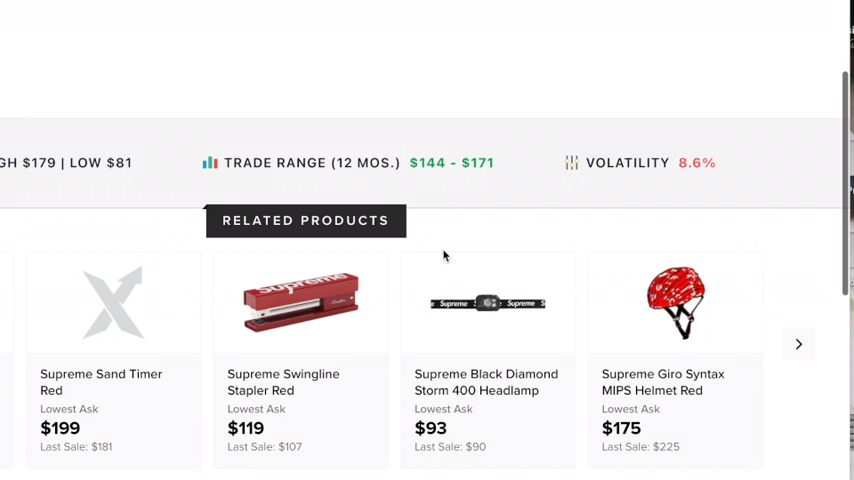 GH $179 | LOW $81
TRADE RANGE (12 MOS.) $144 - $171
VOLATILITY 8.6%
RELATED PRODUCTS
Supreme
Supreme Supreme
Supreme Sand Timer
Red
Lowest Ask
$199
Last Sale: $181
Supreme Swingline
Stapler Red
Lowest Ask
$119
Last Sale: $107
Supreme Black Diamond
Storm 400 Headlamp
Lowest Ask
$93
Last Sale: $90
Supreme Giro Syntax
MIPS Helmet Red
Lowest Ask
$175
Last Sale: $225